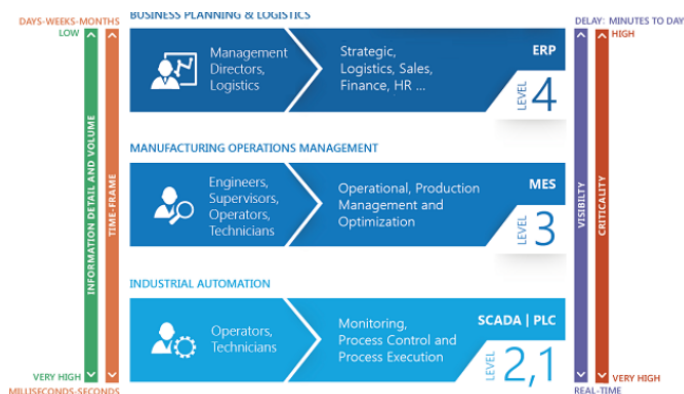 BUSINESS PLANNING & LOGISTICS
DAYS-WEEKS-MONTHS
LOW
DELAY: MINUTES TO DAY
HIGH
Management
Directors,
Logistics
Strategic,
Logistics, Sales,
Finance, HR ...
ERP
LEVEL 4
MANUFACTURING OPERATIONS MANAGEMENT
Engineers,
Supervisors,
Operators,
Technicians
Operational, Production
Management and
Optimization
MES
LEVEL 3
INDUSTRIAL AUTOMATION
Operators,
Technicians
Monitoring,
Process Control and
Process Execution
SCADA | PLC
LEVEL 2,1
INFORMATION DETAIL AND VOLUME
TIME-FRAME
VISIBILTY
CRITICALITY
VERY HIGH
MILLISECONDS-SECONDS
VERY HIGH
REAL-TIME